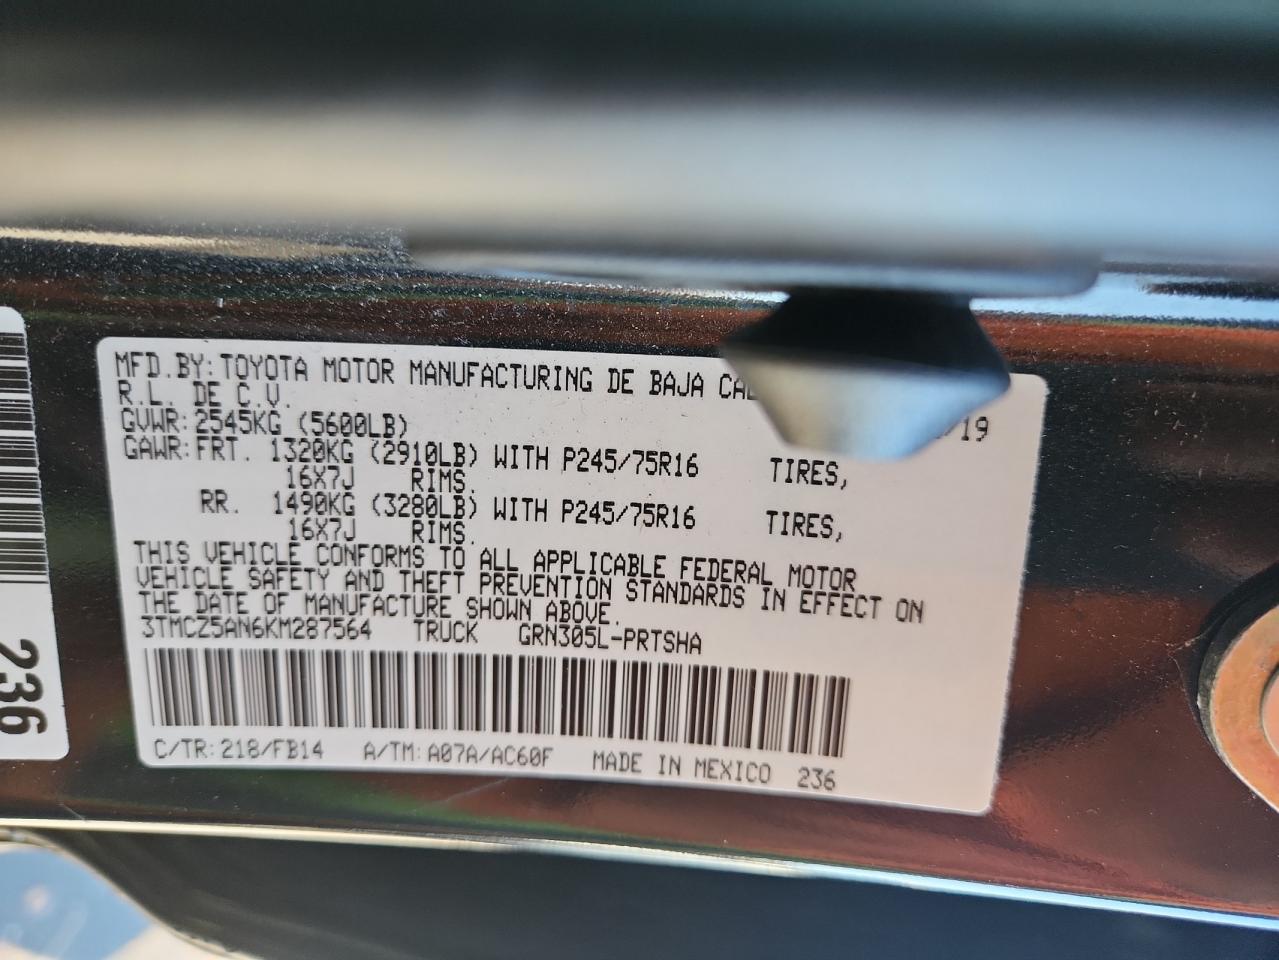 MFD.BY: TOYOTA MOTOR MANUFACTURING DE BAJA
R.L. DE C.V.
GVWR: 2545KG (5600LB) /19
GAWR: FRT. 1320KG (2910LB) WITH P245/75R16 TIRES,
16X7J RIMS.
RR. 1490KG (3280LB) WITH P245/75R16 TIRES,
16X7J RIMS.
THIS VEHICLE CONFORMS TO ALL APPLICABLE FEDERAL MOTOR
VEHICLE SAFETY AND THEFT PREVENTION STANDARDS IN EFFECT ON
THE DATE OF MANUFACTURE SHOWN ABOVE.
3TMCZ5AN6KM287564 TRUCK GRN305L-PRTSHA
C/TR: 218/FB14 A/TM: A07A/AC60F MADE IN MEXICO 236
236